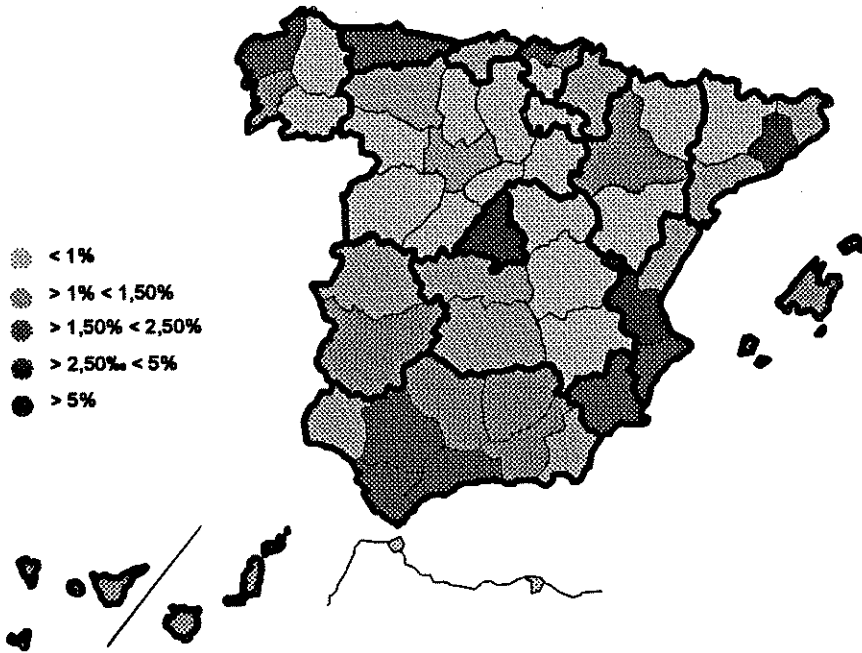 < 1%
> 1% < 1,50%
> 1,50% < 2,50%
> 2,50‰ < 5%
> 5%